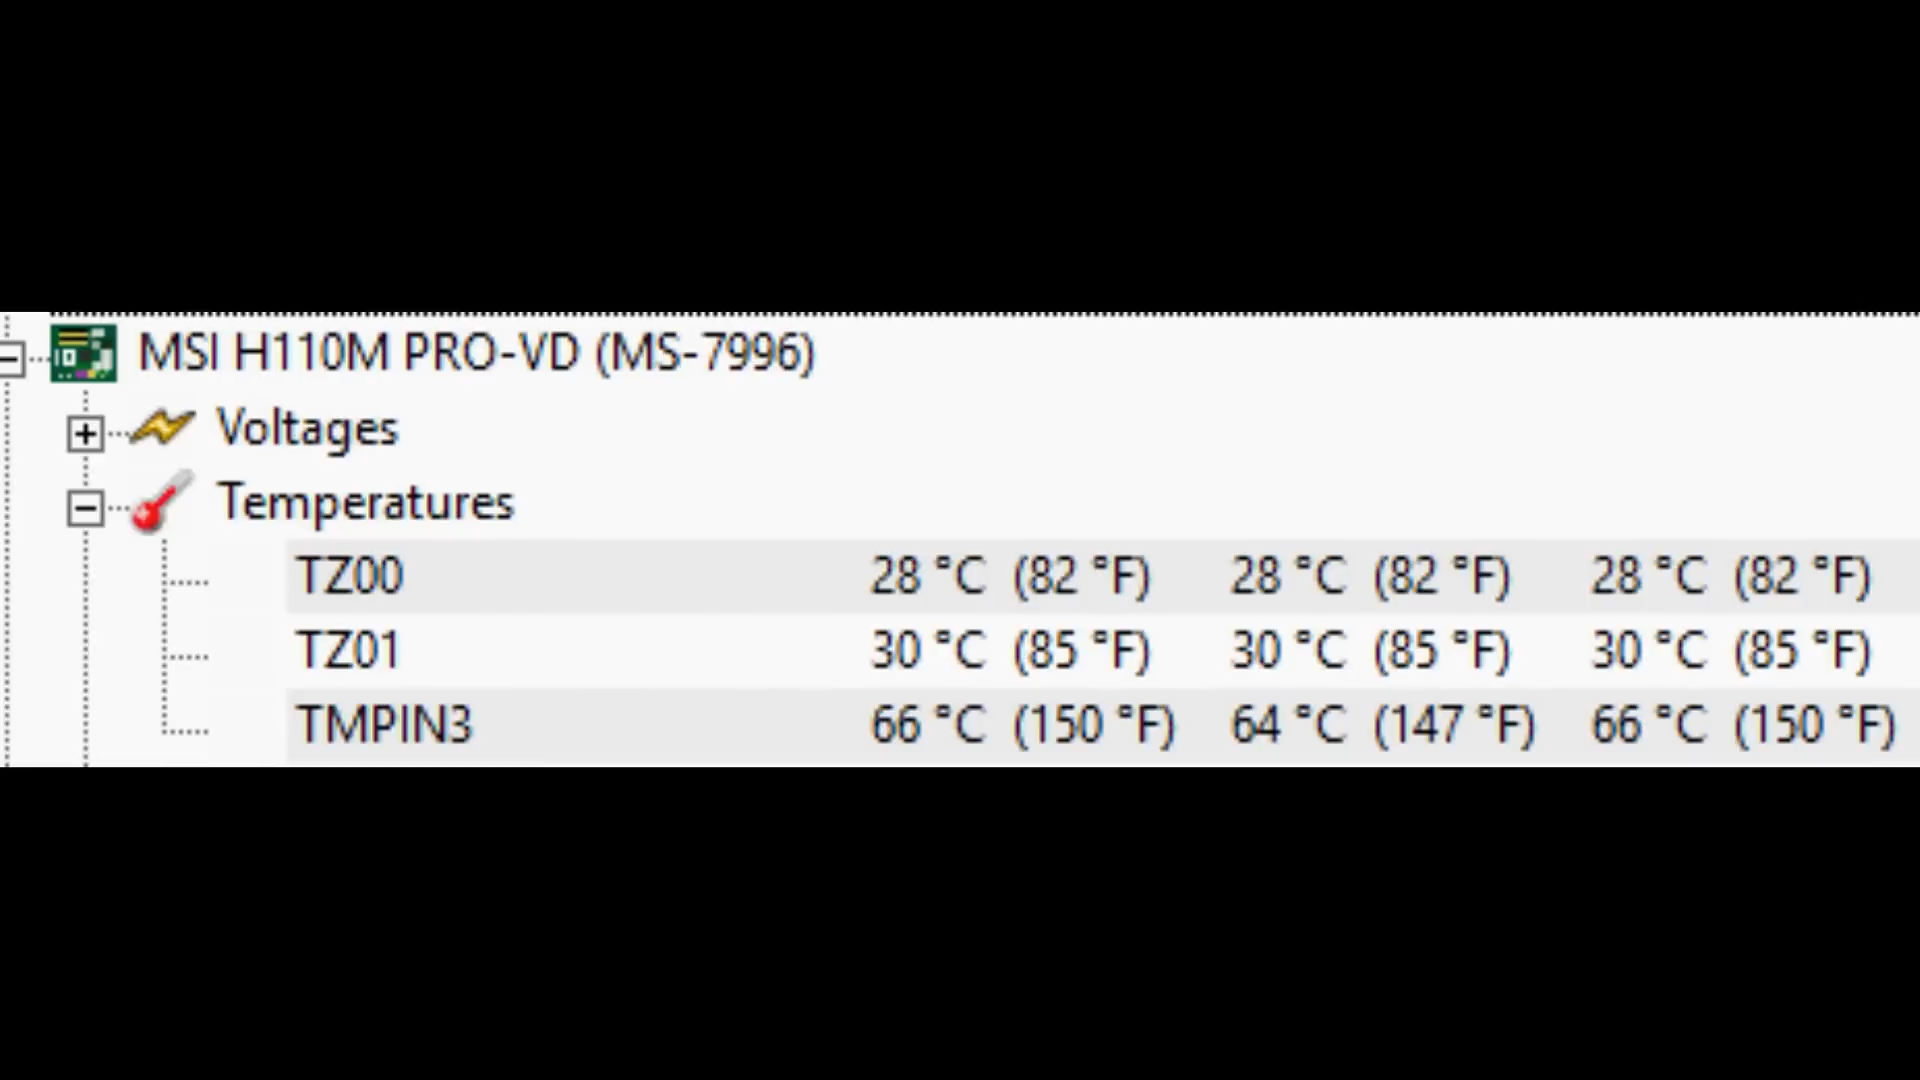 MSI H110M PRO-VD (MS-7996)
Voltages
Temperatures
TZ00 28 °C (82 °F) 28 °C (82 °F) 28 °C (82 °F)
TZ01 30 °C (85 °F) 30 °C (85 °F) 30 °C (85 °F)
TMPIN3 66 °C (150 °F) 64 °C (147 °F) 66 °C (150 °F)